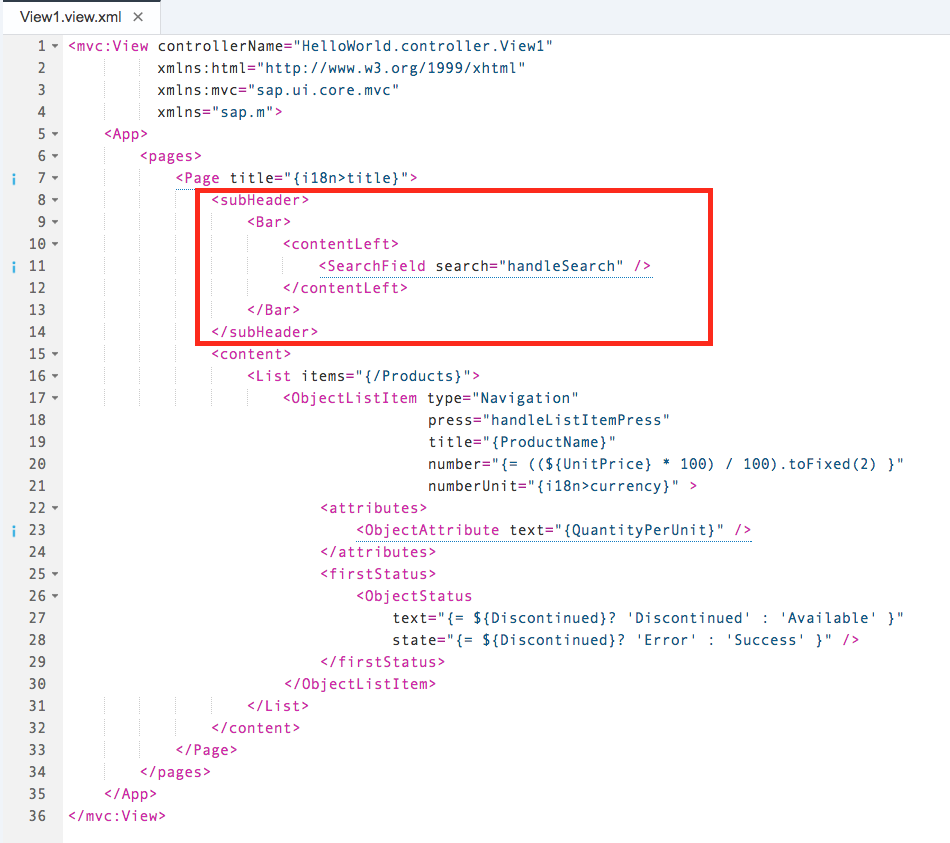 View1.view.xml ×
1 <mvc:View controllerName="HelloWorld.controller.View1"
2 xmlns:html="http://www.w3.org/1999/xhtml"
3 xmlns:mvc="sap.ui.core.mvc"
4 xmlns="sap.m">
5 <App>
6 <pages>
7 <Page title="{i18n>title}">
8 <subHeader>
9 <Bar>
10 <contentLeft>
11 <SearchField search="handleSearch" />
12 </contentLeft>
13 </Bar>
14 </subHeader>
15 <content>
16 <List items="{/Products}">
17 <ObjectListItem type="Navigation"
18 press="handleListItemPress"
19 title="{ProductName}"
20 number="{= ((${UnitPrice} * 100) / 100).toFixed(2) }"
21 numberUnit="{i18n>currency}" >
22 <attributes>
23 <ObjectAttribute text="{QuantityPerUnit}" />
24 </attributes>
25 <firstStatus>
26 <ObjectStatus
27 text="{= ${Discontinued}? 'Discontinued' : 'Available' }"
28 state="{= ${Discontinued}? 'Error' : 'Success' }" />
29 </firstStatus>
30 </ObjectListItem>
31 </List>
32 </content>
33 </Page>
34 </pages>
35 </App>
36 </mvc:View>